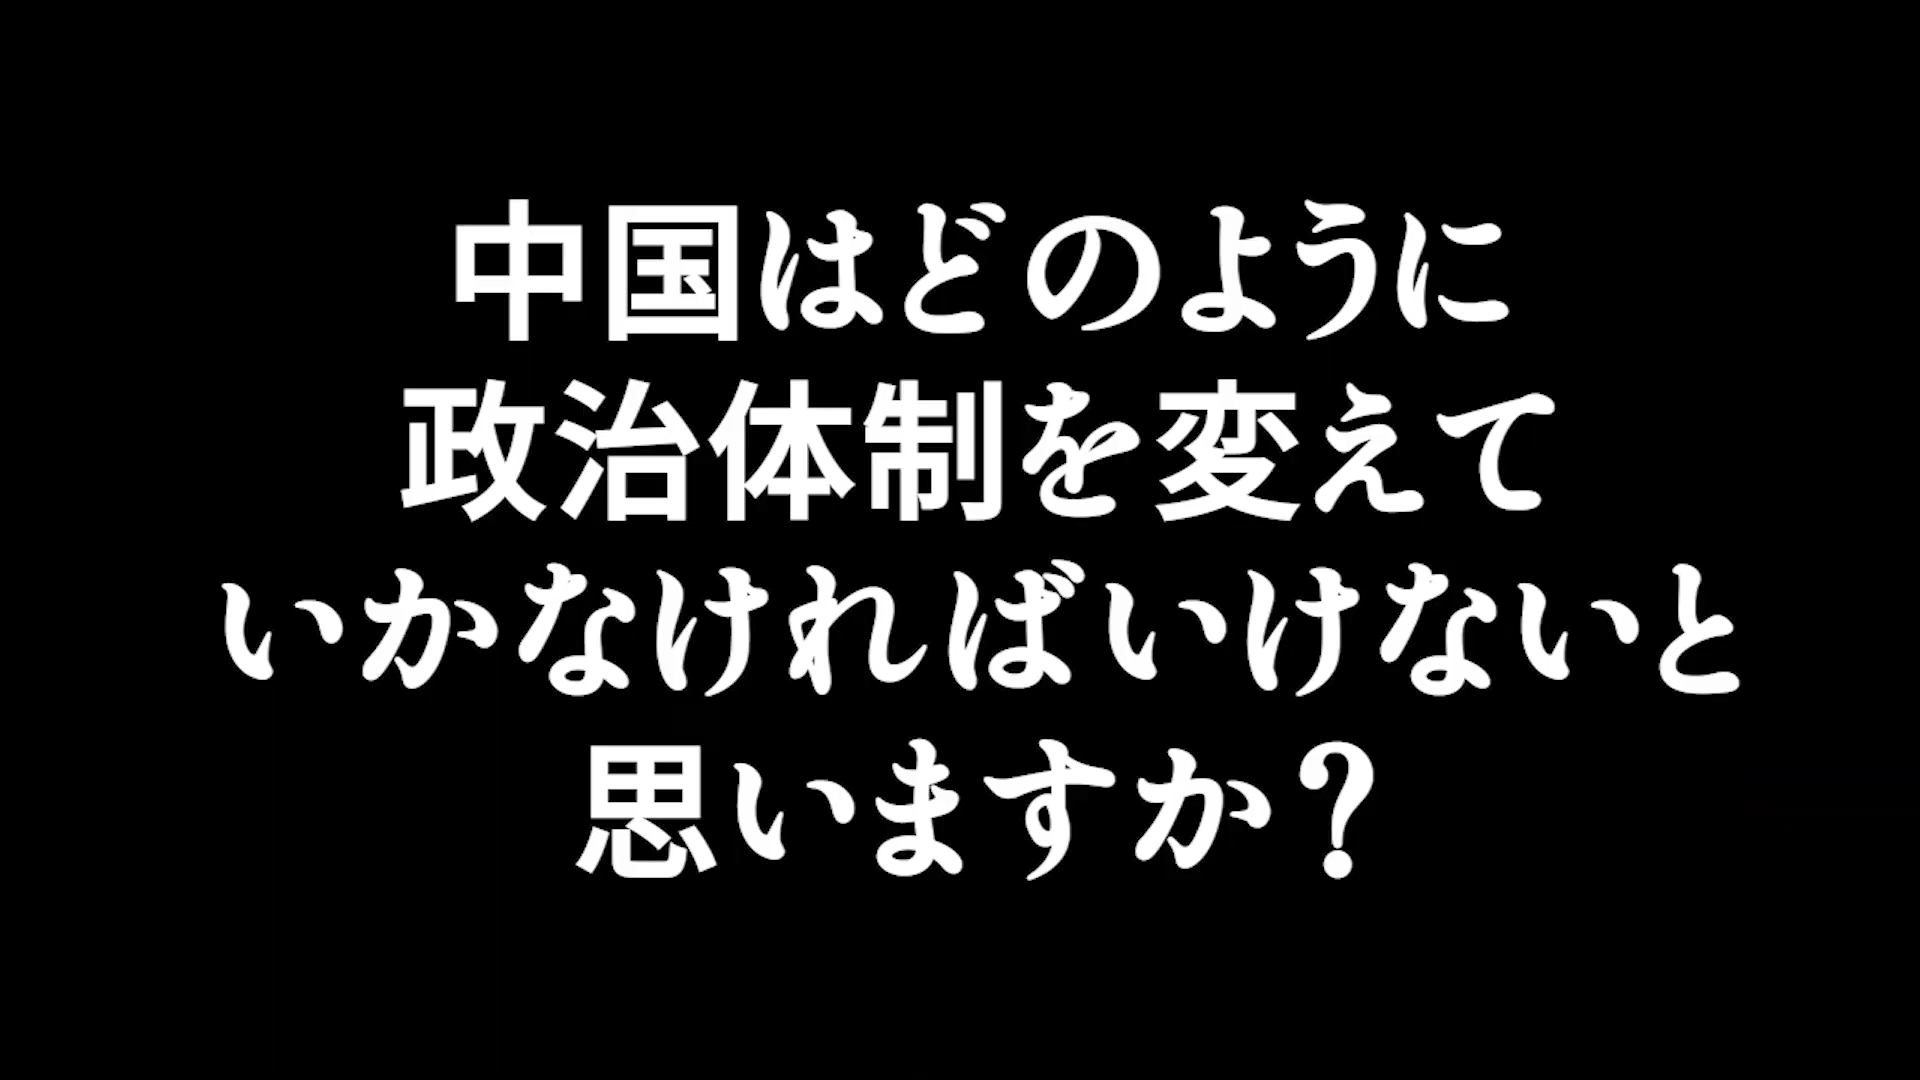 中国はどのように
政治体制を変えて
いかなければいけないと
思いますか？